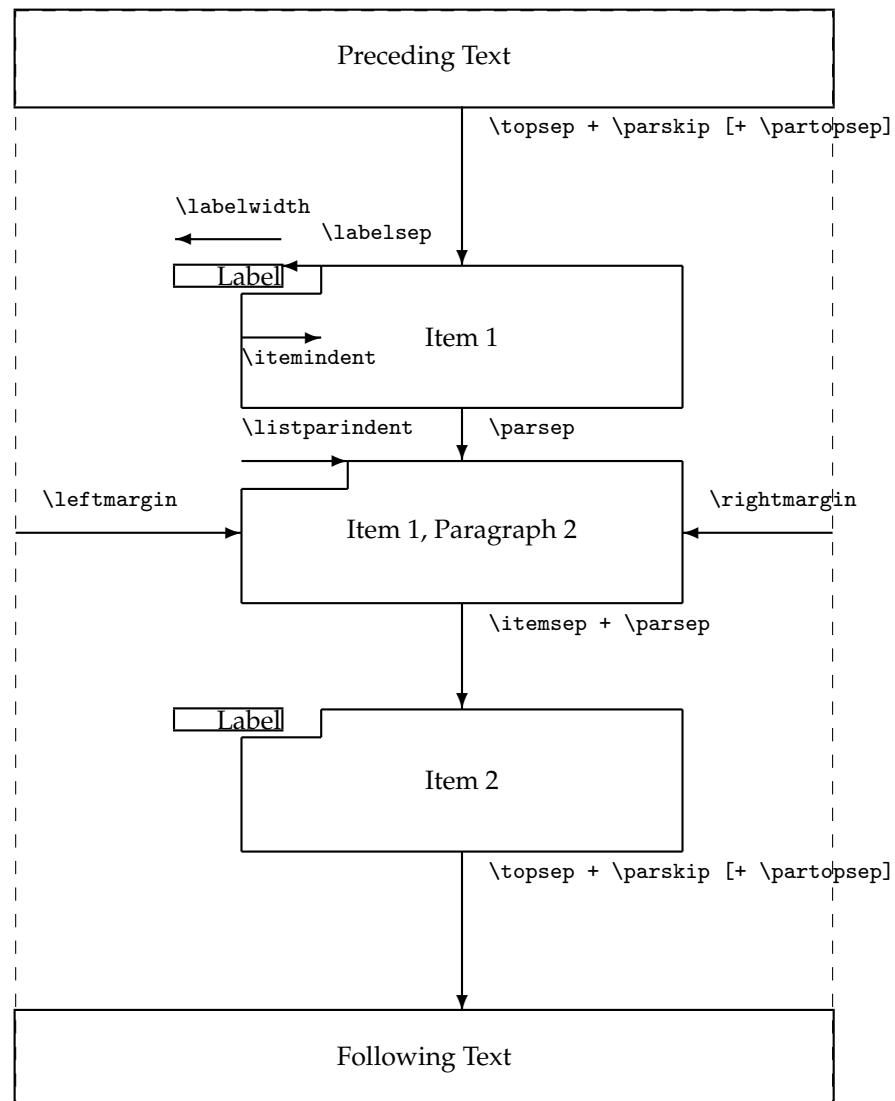 Preceding Text
\topsep + \parskip [+ \partopsep]
\labelwidth
\labelsep
Label
Item 1
\itemindent
\listparindent
\parsep
\leftmargin
\rightmargin
Item 1, Paragraph 2
\itemsep + \parsep
Label
Item 2
\topsep + \parskip [+ \partopsep]
Following Text